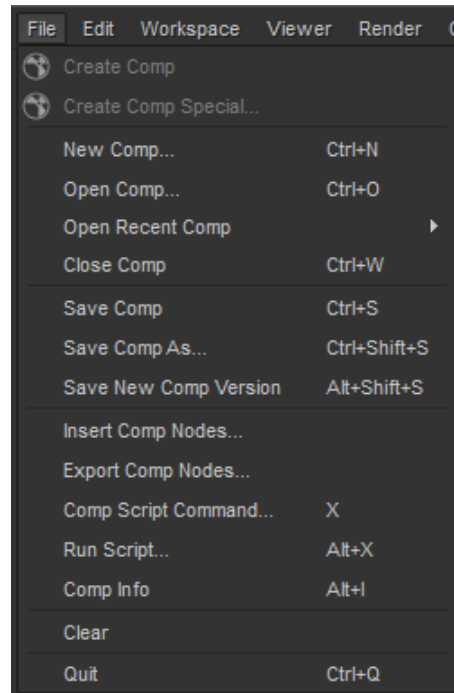 File Edit Workspace Viewer Render
Create Comp
Create Comp Special...
New Comp... Ctrl+N
Open Comp... Ctrl+O
Open Recent Comp
Close Comp Ctrl+W
Save Comp Ctrl+S
Save Comp As... Ctrl+Shift+S
Save New Comp Version Alt+Shift+S
Insert Comp Nodes...
Export Comp Nodes...
Comp Script Command... X
Run Script... Alt+X
Comp Info Alt+I
Clear
Quit Ctrl+Q